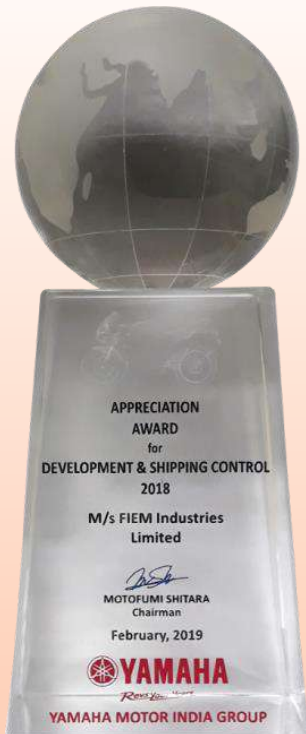 APPRECIATION
AWARD
for
DEVELOPMENT & SHIPPING CONTROL
2018
M/s FIEM Industries
Limited
MOTOFUMI SHITARA
Chairman
February, 2019
YAMAHA
YAMAHA MOTOR INDIA GROUP